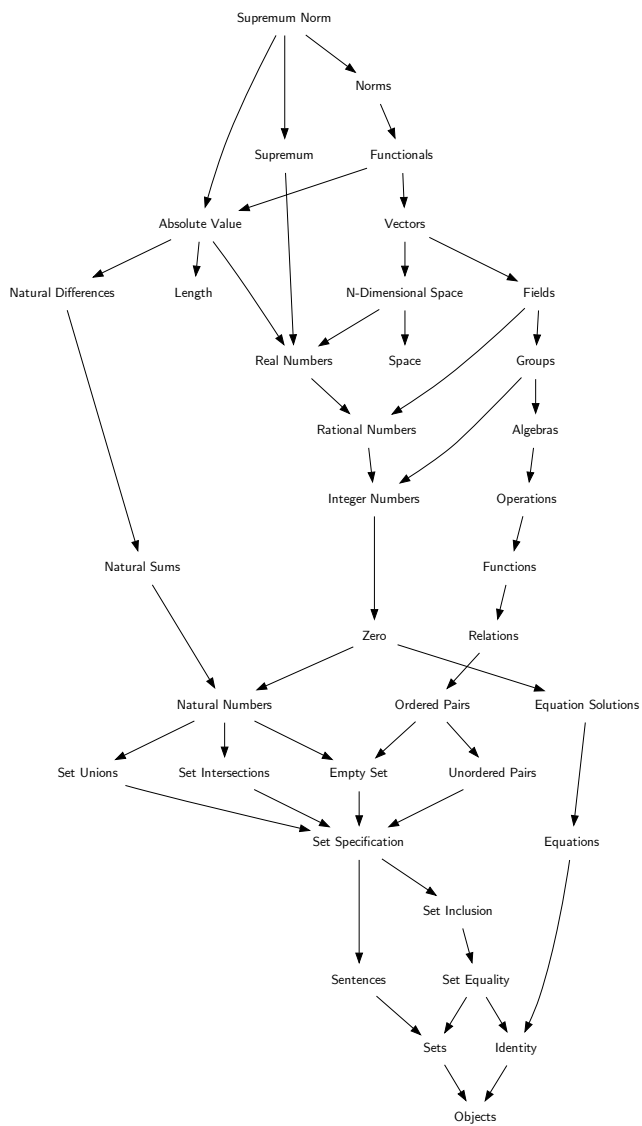 Supremum Norm
Norms
Supremum
Functionals
Absolute Value
Vectors
Natural Differences
Length
N-Dimensional Space
Fields
Real Numbers
Space
Groups
Rational Numbers
Algebras
Integer Numbers
Operations
Natural Sums
Functions
Zero
Relations
Natural Numbers
Ordered Pairs
Equation Solutions
Set Unions
Set Intersections
Empty Set
Unordered Pairs
Set Specification
Equations
Set Inclusion
Sentences
Set Equality
Sets
Identity
Objects